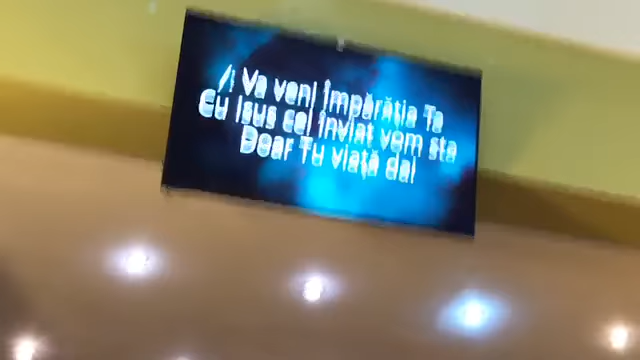 // Va veni Împărăția Ta
Cu Isus cel înviat vom sta
Doar Tu viață dai